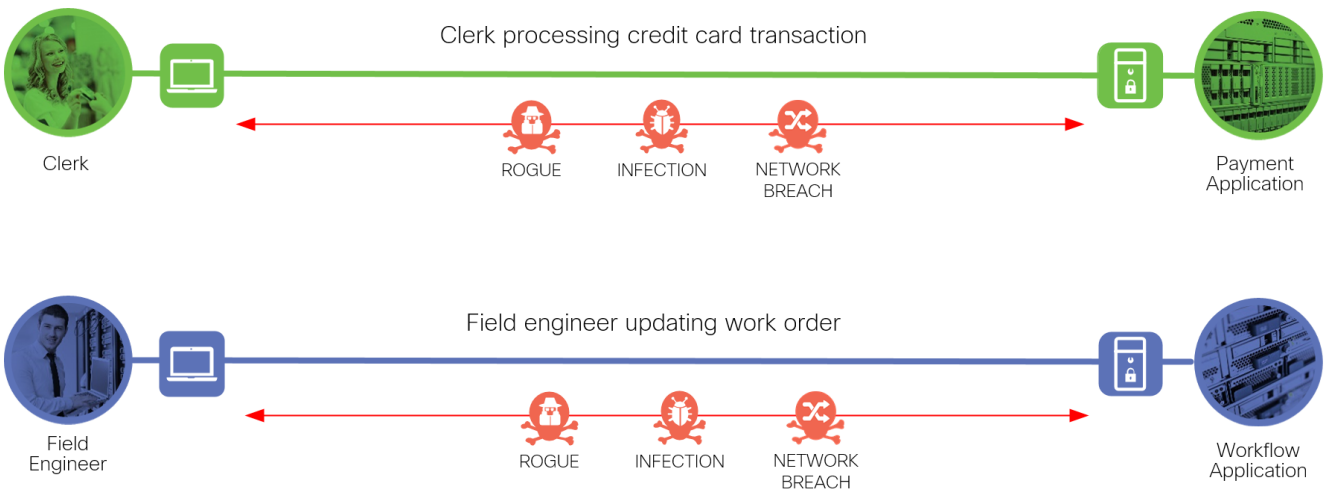 Clerk processing credit card transaction
Clerk
ROGUE
INFECTION
NETWORK
BREACH
Payment
Application
Field engineer updating work order
Field
Engineer
ROGUE
INFECTION
NETWORK
BREACH
Workflow
Application